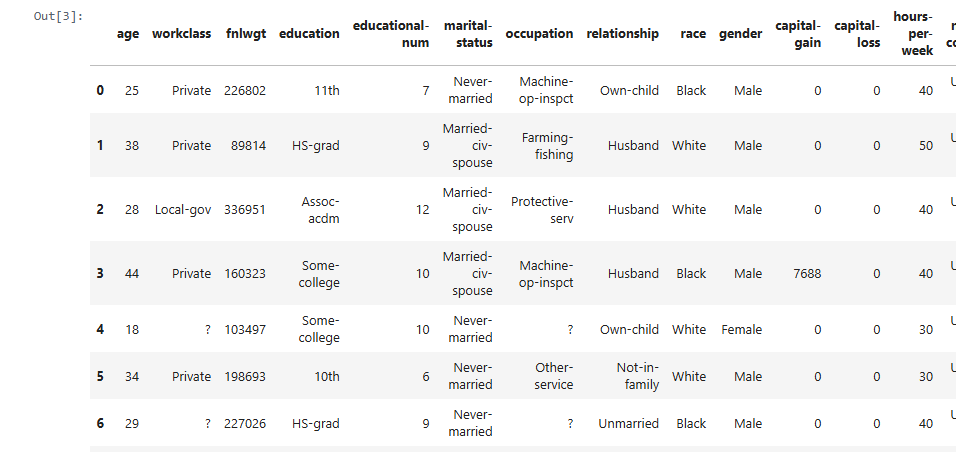 Out[3]:
age workclass fnlwgt education educational-num marital-status occupation relationship race gender capital-gain capital-loss hours-per-week
0 25 Private 226802 11th 7 Never-married Machine-op-inspct Own-child Black Male 0 0 40
1 38 Private 89814 HS-grad 9 Married-civ-spouse Farming-fishing Husband White Male 0 0 50
2 28 Local-gov 336951 Assoc-acdm 12 Married-civ-spouse Protective-serv Husband White Male 0 0 40
3 44 Private 160323 Some-college 10 Married-civ-spouse Machine-op-inspct Husband Black Male 7688 0 40
4 18 ? 103497 Some-college 10 Never-married ? Own-child White Female 0 0 30
5 34 Private 198693 10th 6 Never-married Other-service Not-in-family White Male 0 0 30
6 29 ? 227026 HS-grad 9 Never-married ? Unmarried Black Male 0 0 40